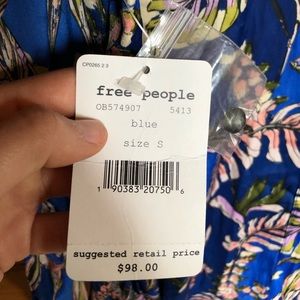 CP0265 2 3
free people
OB574907 5413
blue
size S
1 90383 20750 6
suggested retail price
$98.00